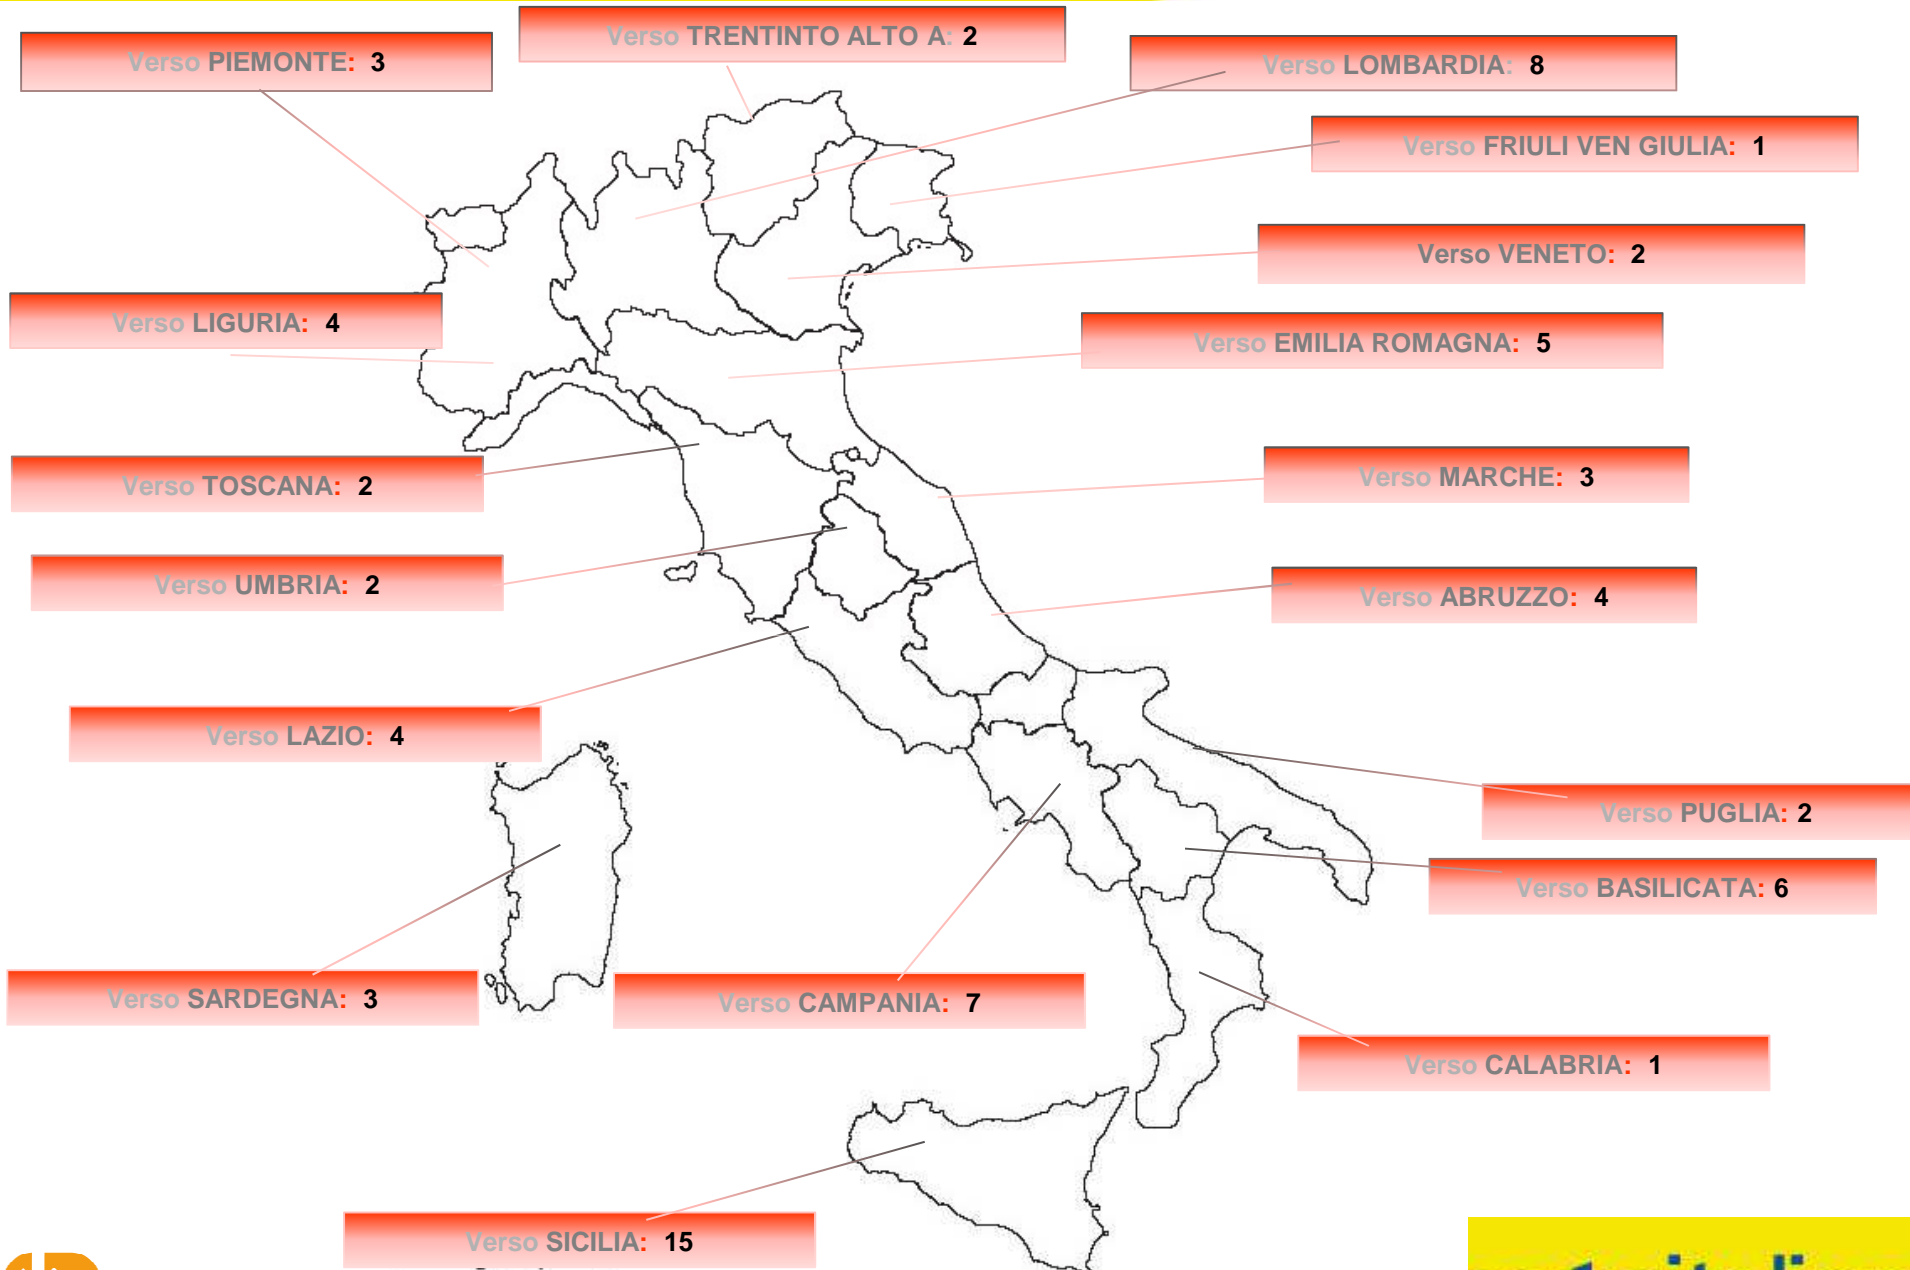 Verso TRENTINTO ALTO A: 2
Verso PIEMONTE: 3
Verso LOMBARDIA: 8
Verso FRIULI VEN GIULIA: 1
Verso VENETO: 2
Verso LIGURIA: 4
Verso EMILIA ROMAGNA: 5
Verso TOSCANA: 2
Verso MARCHE: 3
Verso UMBRIA: 2
Verso ABRUZZO: 4
Verso LAZIO: 4
Verso PUGLIA: 2
Verso BASILICATA: 6
Verso SARDEGNA: 3
Verso CAMPANIA: 7
Verso CALABRIA: 1
Verso SICILIA: 15